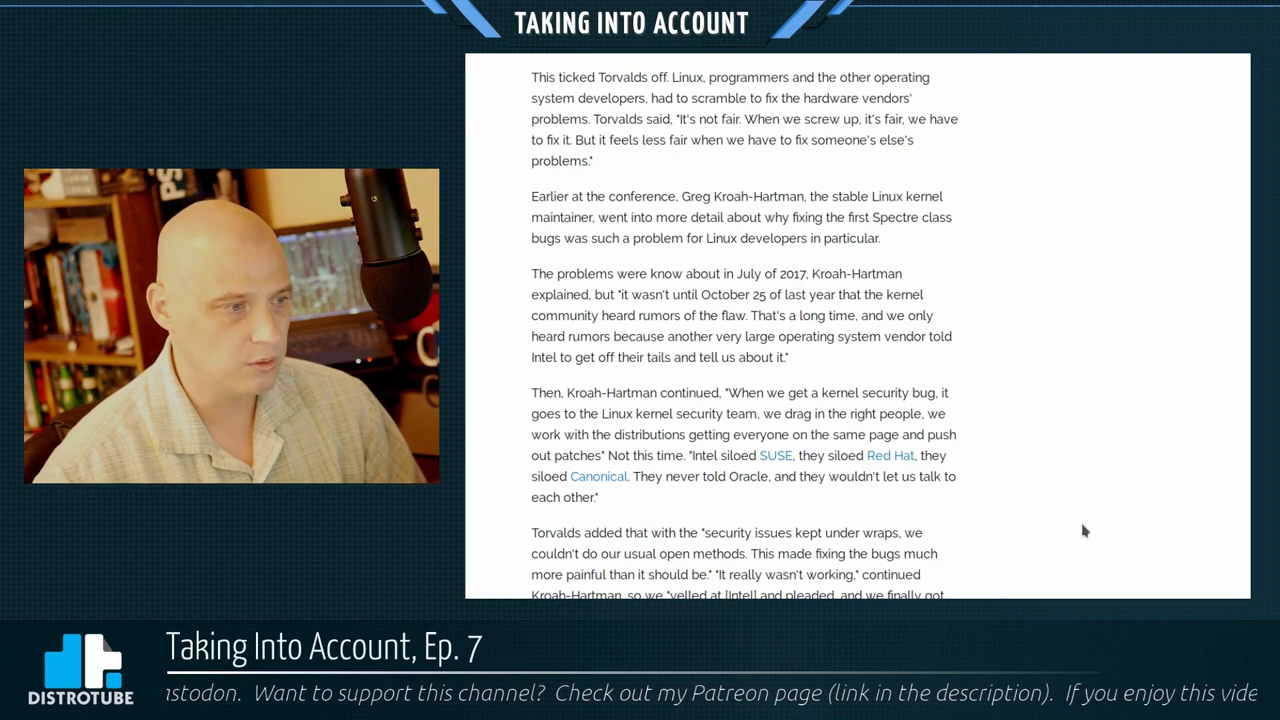 TAKING INTO ACCOUNT
This ticked Torvalds off. Linux, programmers and the other operating
system developers, had to scramble to fix the hardware vendors'
problems. Torvalds said, "It's not fair. When we screw up, it's fair, we have
to fix it. But it feels less fair when we have to fix someone's else's
problems."
Earlier at the conference, Greg Kroah-Hartman, the stable Linux kernel
maintainer, went into more detail about why fixing the first Spectre class
bugs was such a problem for Linux developers in particular.
The problems were know about in July of 2017, Kroah-Hartman
explained, but "it wasn't until October 25 of last year that the kernel
community heard rumors of the flaw. That's a long time, and we only
heard rumors because another very large operating system vendor told
Intel to get off their tails and tell us about it."
Then, Kroah-Hartman continued, "When we get a kernel security bug, it
goes to the Linux kernel security team, we drag in the right people, we
work with the distributions getting everyone on the same page and push
out patches" Not this time. "Intel siloed SUSE, they siloed Red Hat, they
siloed Canonical. They never told Oracle, and they wouldn't let us talk to
each other."
Torvalds added that with the "security issues kept under wraps, we
couldn't do our usual open methods. This made fixing the bugs much
more painful than it should be." "It really wasn't working," continued
Kroah-Hartman, so we "yelled at [Intel] and pleaded, and we finally got
Taking Into Account, Ep. 7
DISTROTUBE
astodon. Want to support this channel? Check out my Patreon page (link in the description). If you enjoy this vide